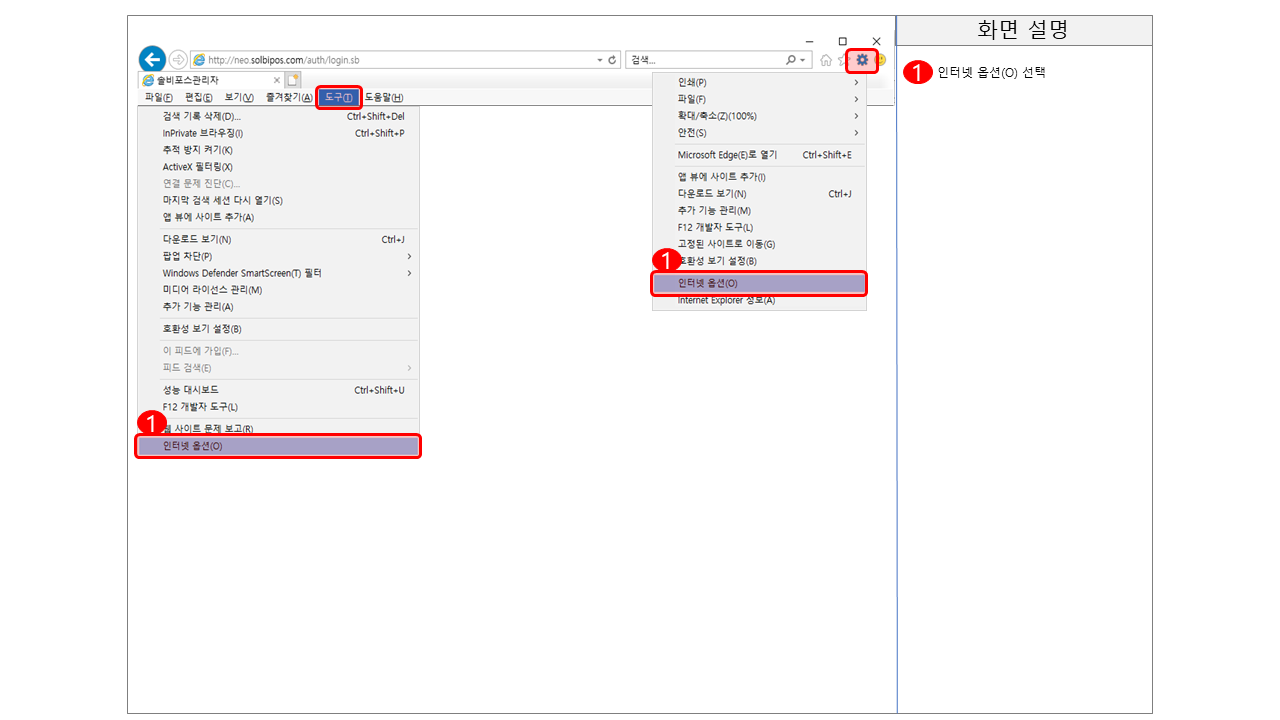 화면 설명
http://neo.solbipos.com/auth/login.sb
검색...
솔비포스관리자
파일(F) 편집(E) 보기(V) 즐겨찾기(A) 도구(T) 도움말(H)
검색 기록 삭제(D)... Ctrl+Shift+Del
InPrivate 브라우징(I) Ctrl+Shift+P
추적 방지 켜기(K)
ActiveX 필터링(X)
연결 문제 진단(C)...
마지막 검색 세션 다시 열기(S)
앱 뷰에 사이트 추가(A)
다운로드 보기(N) Ctrl+J
팝업 차단(P)
Windows Defender SmartScreen(T) 필터
미디어 라이선스 관리(M)
추가 기능 관리(A)
호환성 보기 설정(B)
이 피드에 가입(F)...
피드 검색(E)
성능 대시보드 Ctrl+Shift+U
F12 개발자 도구(L)
1
웹 사이트 문제 보고(R)
인터넷 옵션(O)
인쇄(P)
파일(F)
확대/축소(Z)(100%)
안전(S)
Microsoft Edge(E)로 열기 Ctrl+Shift+E
앱 뷰에 사이트 추가(I)
다운로드 보기(N) Ctrl+J
추가 기능 관리(M)
F12 개발자 도구(L)
고정된 사이트로 이동(G)
1
호환성 보기 설정(B)
인터넷 옵션(O)
Internet Explorer 정보(A)
1 인터넷 옵션(O) 선택